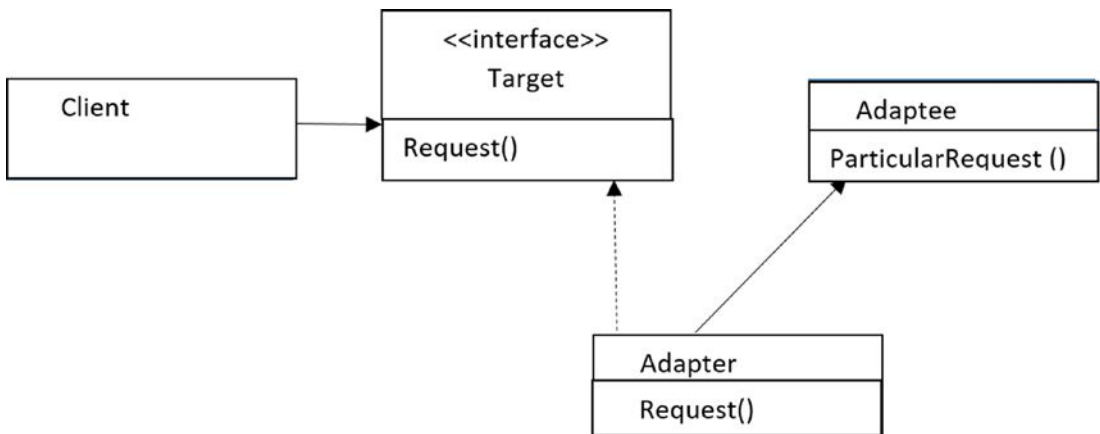 <<interface>>
Target
Client
Request()
Adaptee
ParticularRequest ()
Adapter
Request()